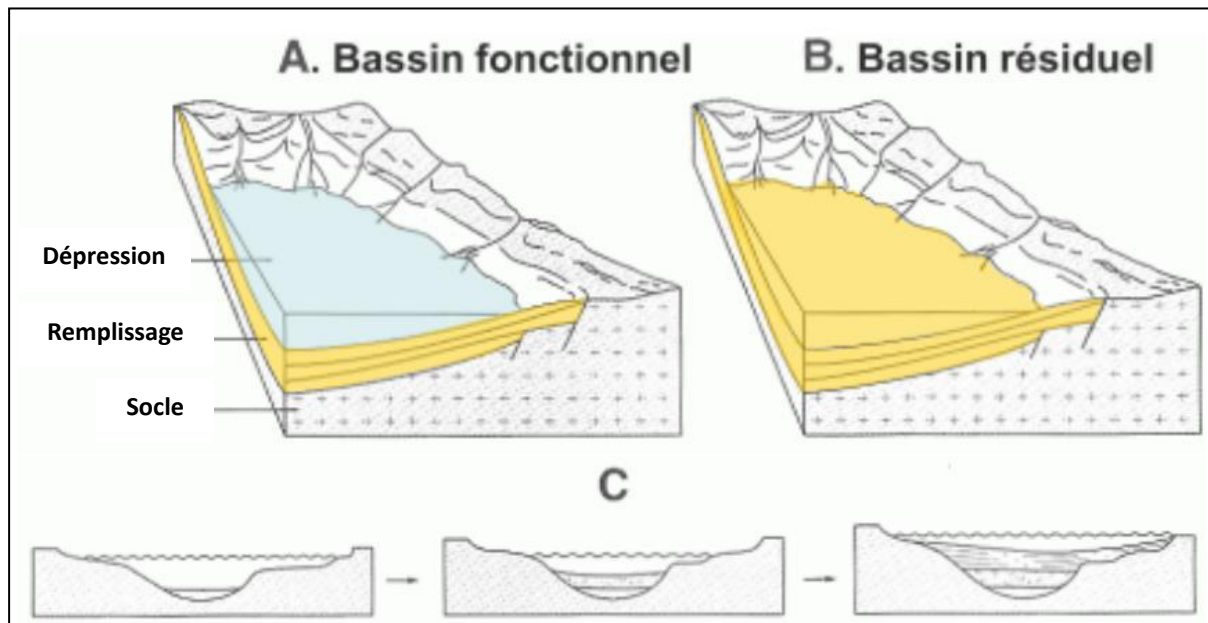 A. Bassin fonctionnel
B. Bassin résiduel
Dépression
Remplissage
Socle
C